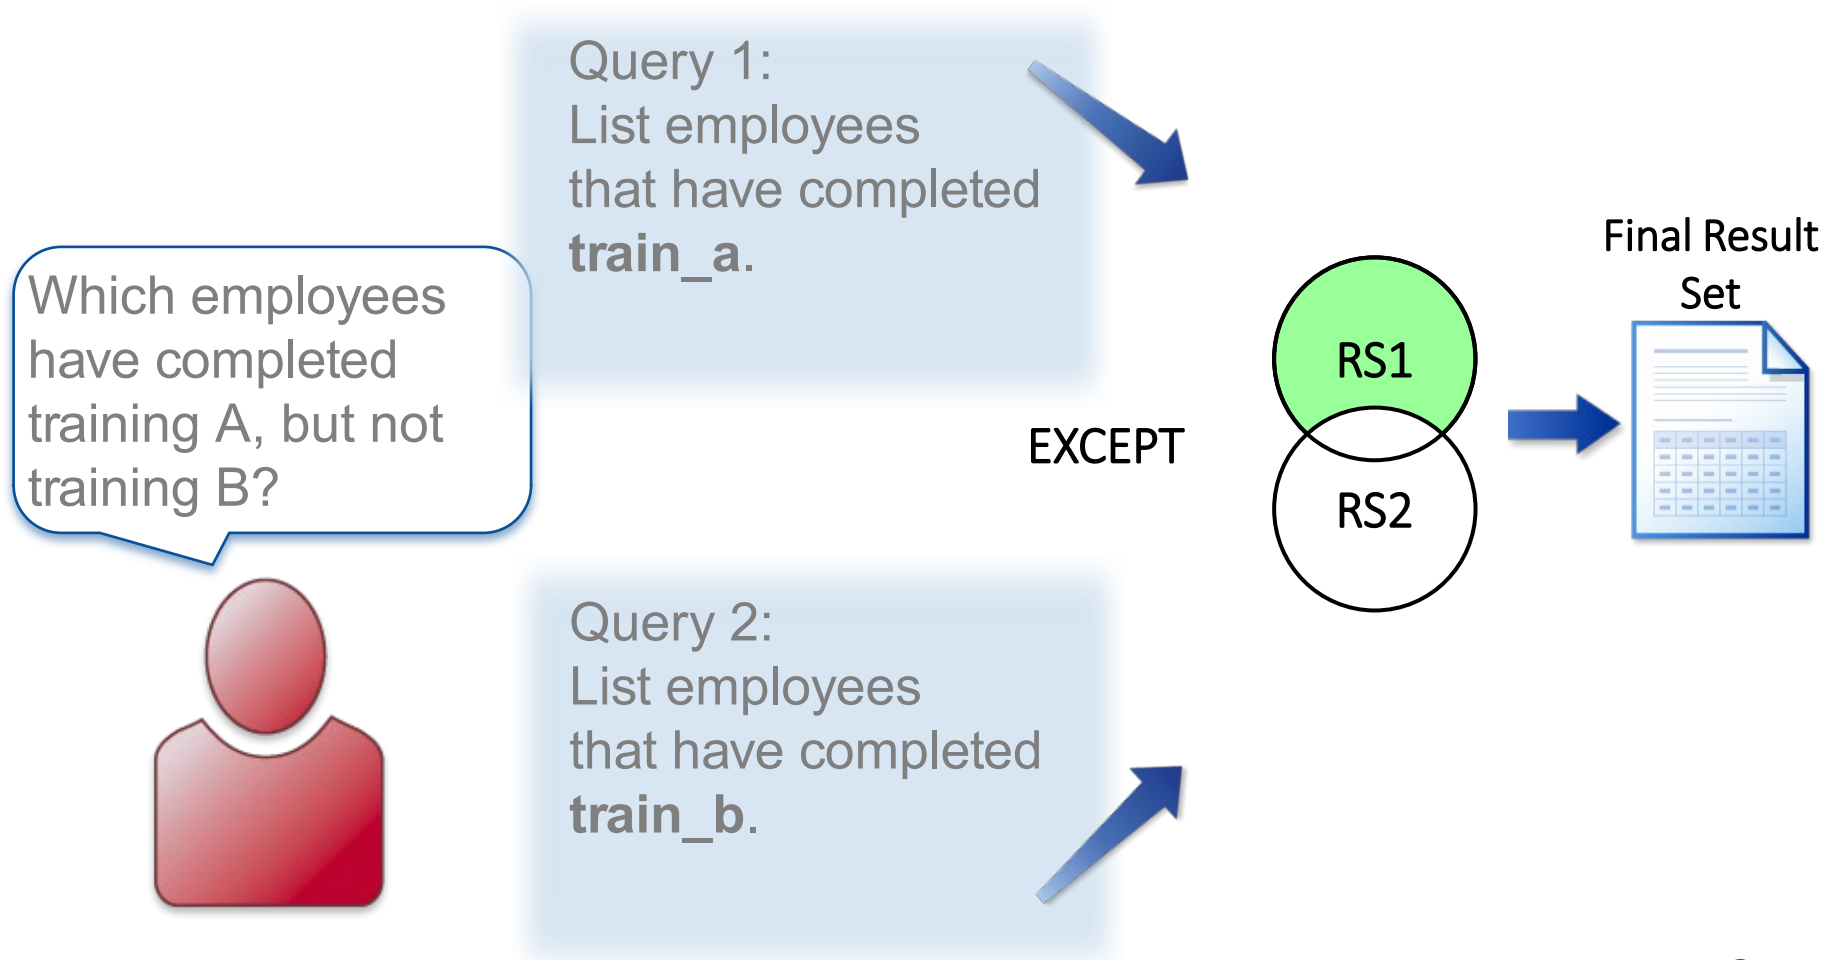 Query 1:
List employees
that have completed
train_a.
Which employees
have completed
training A, but not
training B?
EXCEPT
RS1
RS2
Final Result
Set
Query 2:
List employees
that have completed
train_b.